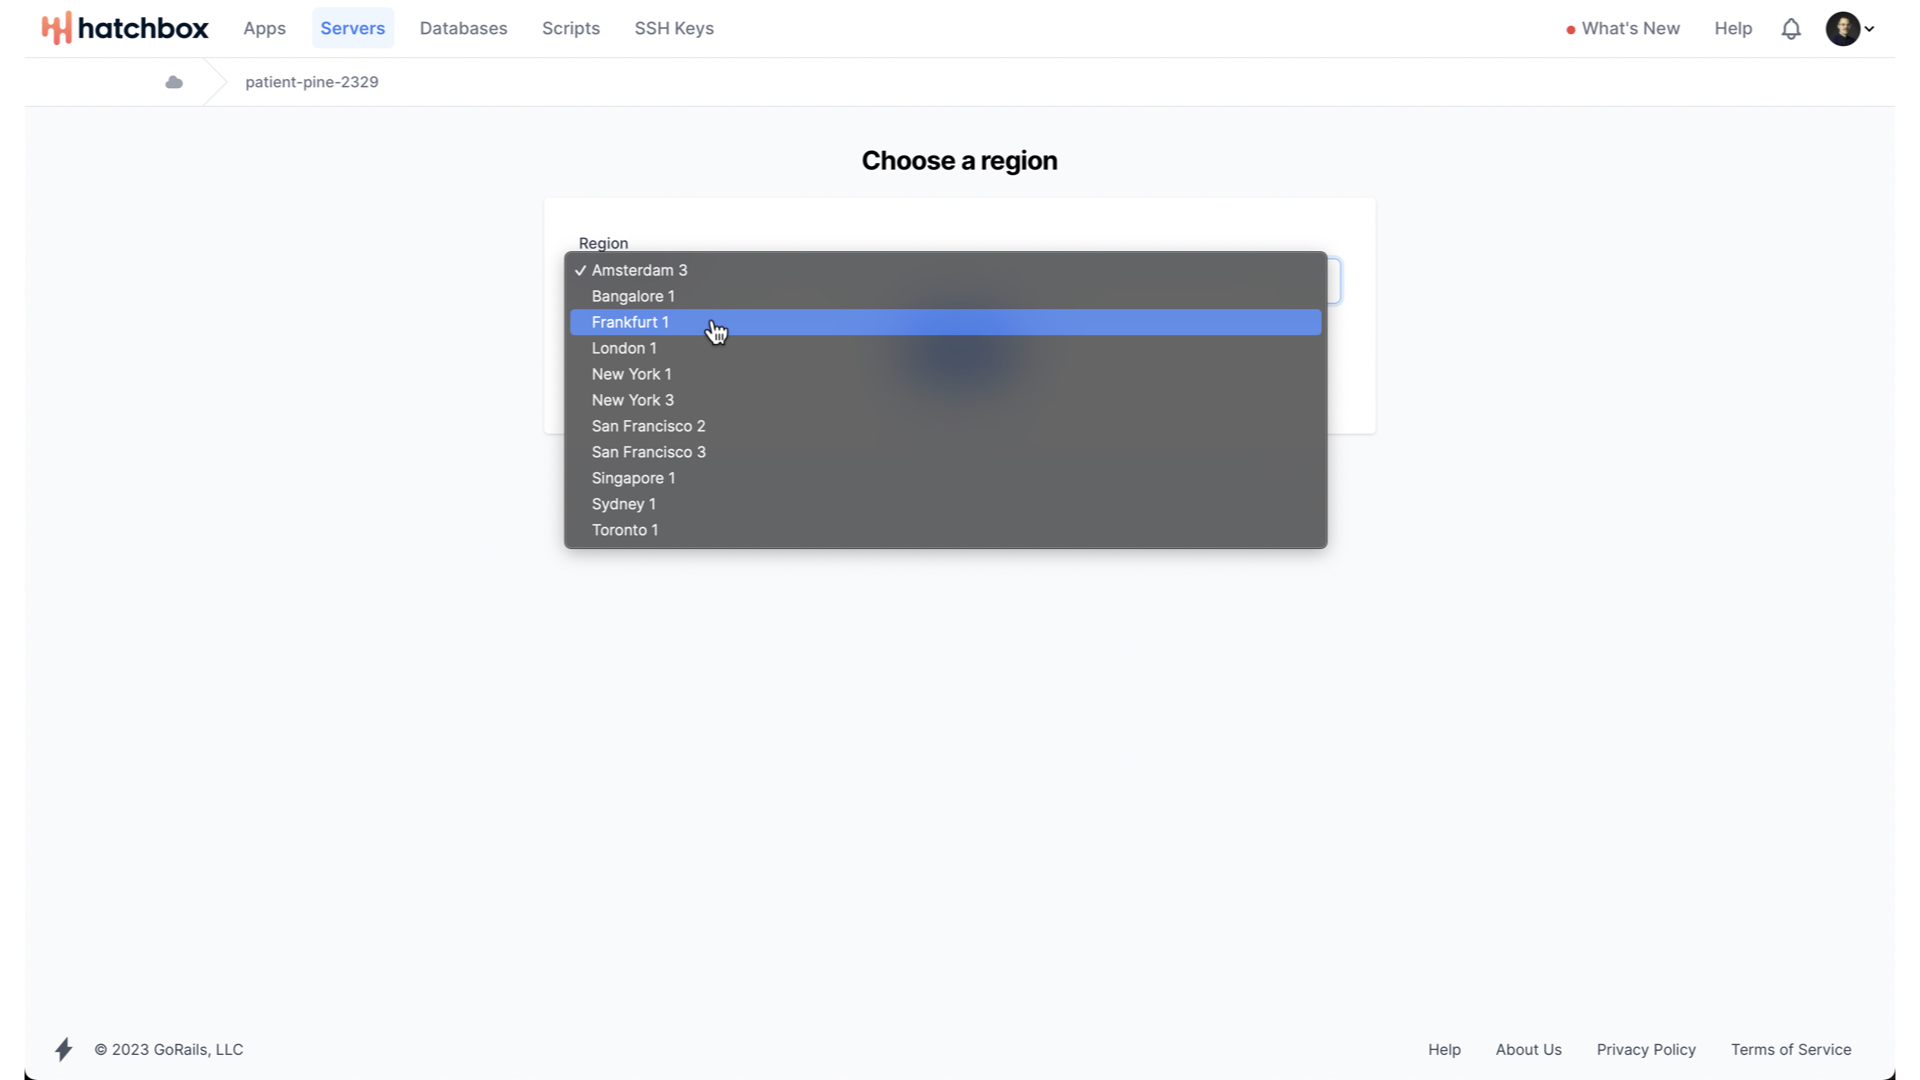 hatchbox Apps Servers Databases Scripts SSH Keys What's New Help
patient-pine-2329
Choose a region
Region
✓ Amsterdam 3
Bangalore 1
Frankfurt 1
London 1
New York 1
New York 3
San Francisco 2
San Francisco 3
Singapore 1
Sydney 1
Toronto 1
© 2023 GoRails, LLC Help About Us Privacy Policy Terms of Service